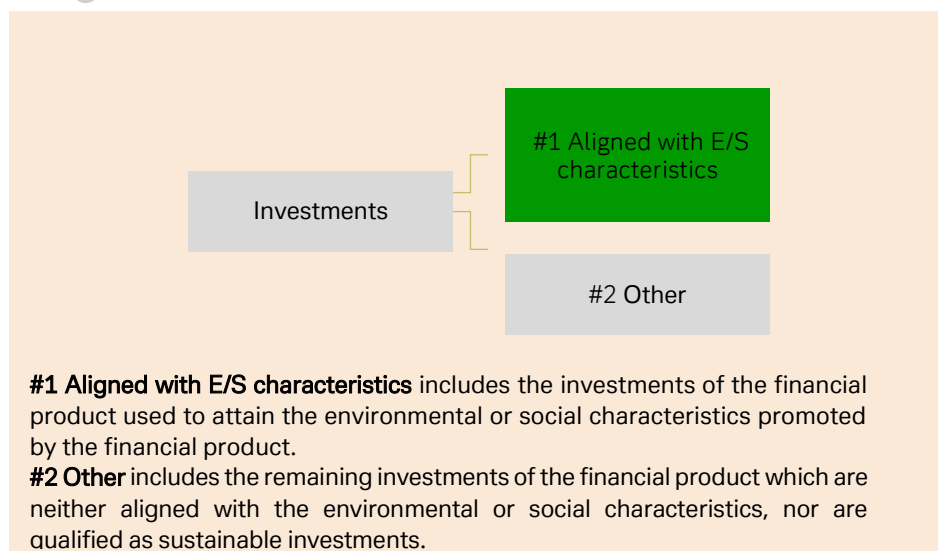 #1 Aligned with E/S
characteristics
Investments
#2 Other
#1 Aligned with E/S characteristics includes the investments of the financial
product used to attain the environmental or social characteristics promoted
by the financial product.
#2 Other includes the remaining investments of the financial product which are
neither aligned with the environmental or social characteristics, nor are
qualified as sustainable investments.